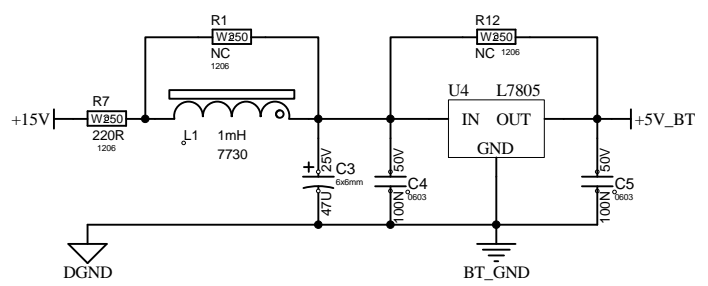 R1
W250
NC
1206
R12
W250
NC
1206
U4 L7805
+15V
R7
W250
220R
1206
L1 1mH
7730
IN OUT
GND
+5V_BT
25V
C3
6x6mm
47U
50V
C4
0603
100N
50V
C5
0603
100N
DGND
BT_GND